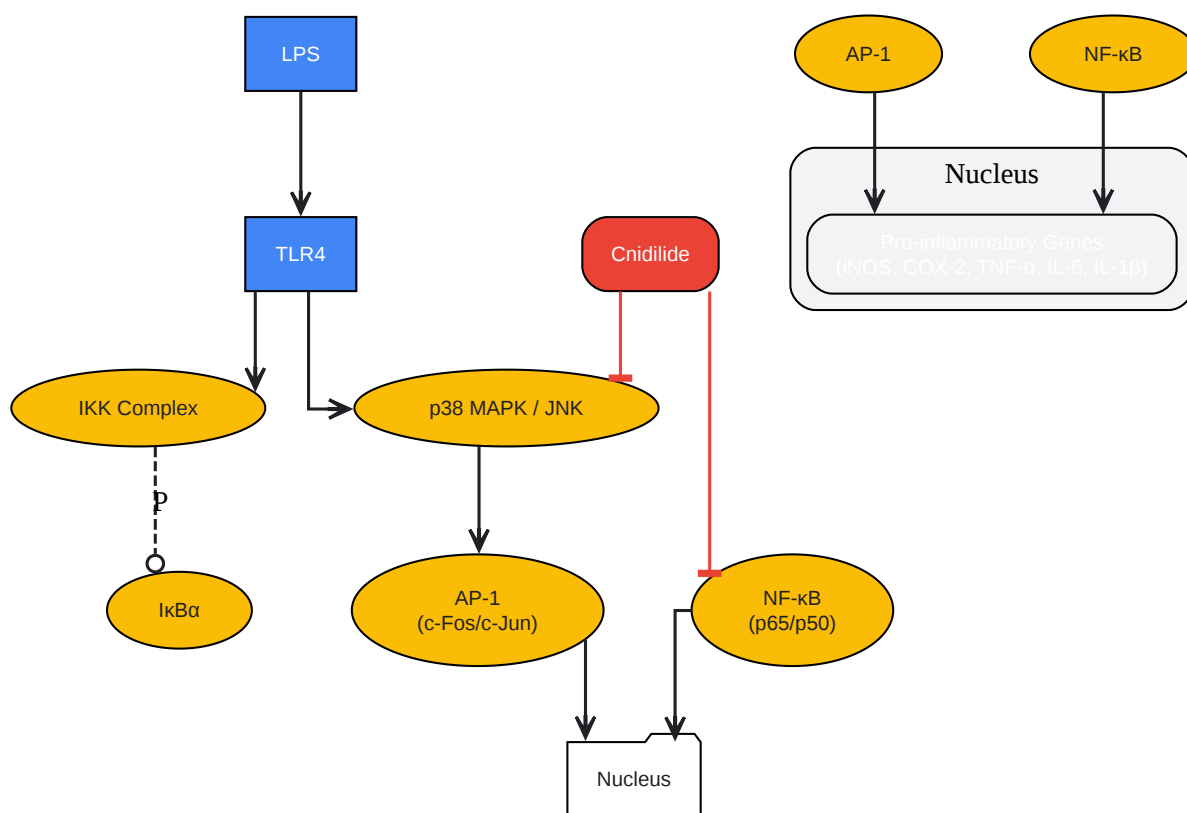 LPS
AP-1
NF-κB
Nucleus
Pro-inflammatory Genes
(iNOS, COX-2, TNF-α, IL-6, IL-1β)
TLR4
Cnidilide
IKK Complex
p38 MAPK / JNK
P
IκBα
AP-1
(c-Fos/c-Jun)
NF-κB
(p65/p50)
Nucleus